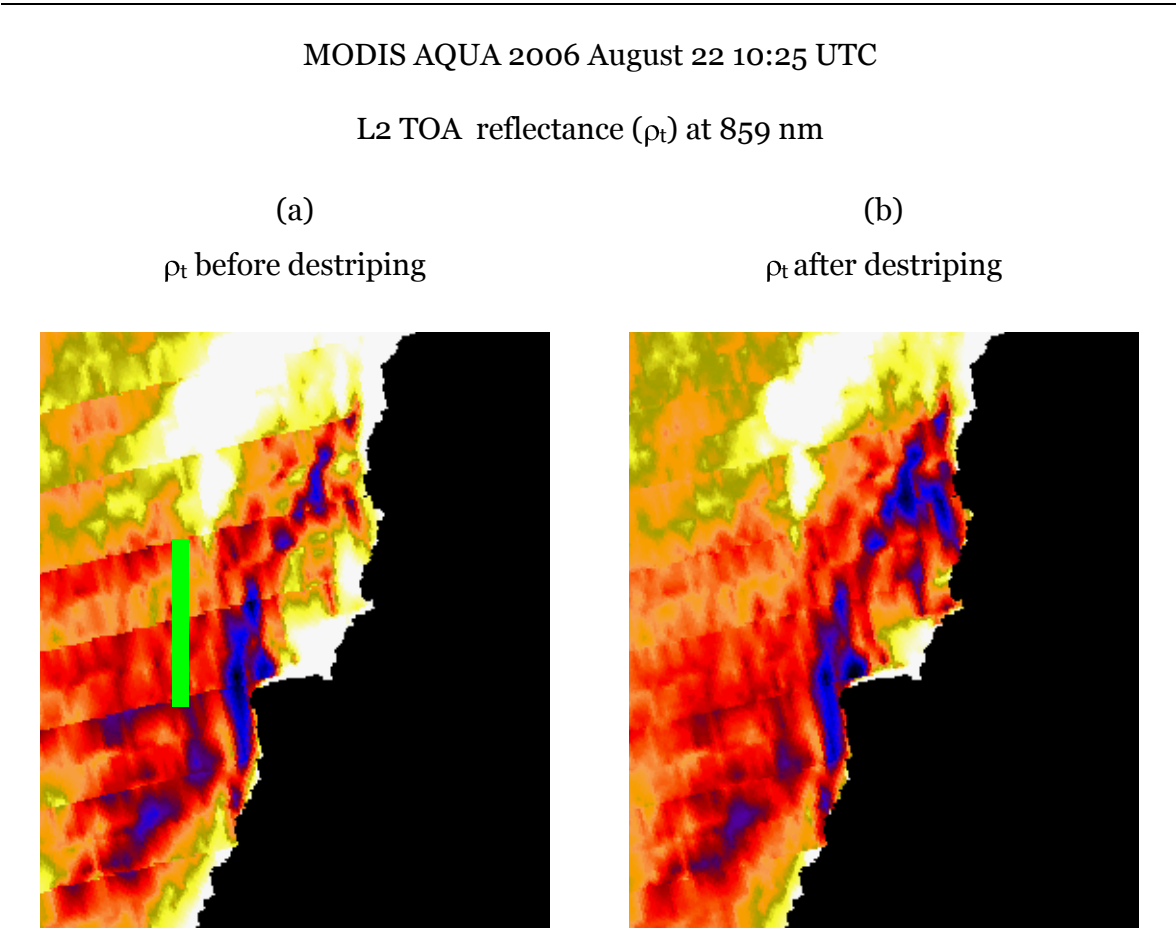 MODIS AQUA 2006 August 22 10:25 UTC
L2 TOA reflectance (ρt) at 859 nm
(a)
(b)
ρt before destriping
ρt after destriping